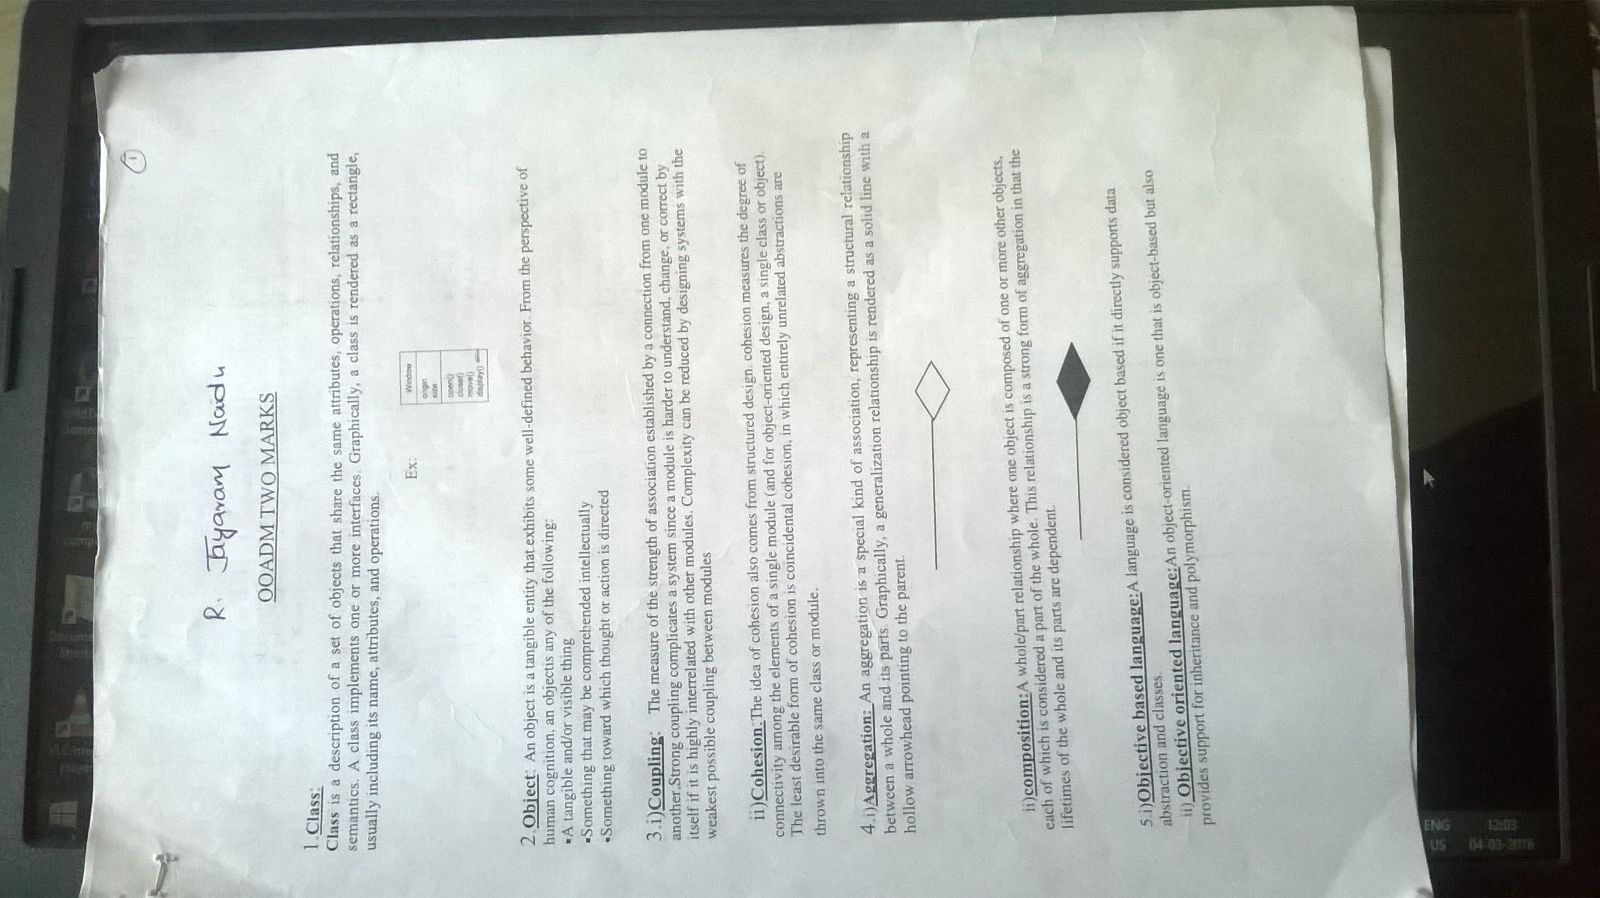 1
R. Jayaram Naidu
OOADM TWO MARKS
1.Class:
Class is a description of a set of objects that share the same attributes, operations, relationships, and
semantics. A class implements one or more interfaces. Graphically, a class is rendered as a rectangle,
usually including its name, attributes, and operations.
Ex:
Window
origin
size
open()
close()
move()
display()
2.Object: An object is a tangible entity that exhibits some well-defined behavior. From the perspective of
human cognition, an objectis any of the following:
▪A tangible and/or visible thing
▪Something that may be comprehended intellectually
▪Something toward which thought or action is directed
3.i)Coupling: The measure of the strength of association established by a connection from one module to
another.Strong coupling complicates a system since a module is harder to understand, change, or correct by
itself if it is highly interrelated with other modules. Complexity can be reduced by designing systems with the
weakest possible coupling between modules
ii)Cohesion:The idea of cohesion also comes from structured design. cohesion measures the degree of
connectivity among the elements of a single module (and for object-oriented design, a single class or object).
The least desirable form of cohesion is coincidental cohesion, in which entirely unrelated abstractions are
thrown into the same class or module.
4.i)Aggregation: An aggregation is a special kind of association, representing a structural relationship
between a whole and its parts. Graphically, a generalization relationship is rendered as a solid line with a
hollow arrowhead pointing to the parent.
ii)composition:A whole/part relationship where one object is composed of one or more other objects,
each of which is considered a part of the whole. This relationship is a strong form of aggregation in that the
lifetimes of the whole and its parts are dependent.
5.i)Objective based language:A language is considered object based if it directly supports data
abstraction and classes.
ii) Objective oriented language:An object-oriented language is one that is object-based but also
provides support for inheritance and polymorphism.
ENG 12:03
US 04-03-2016